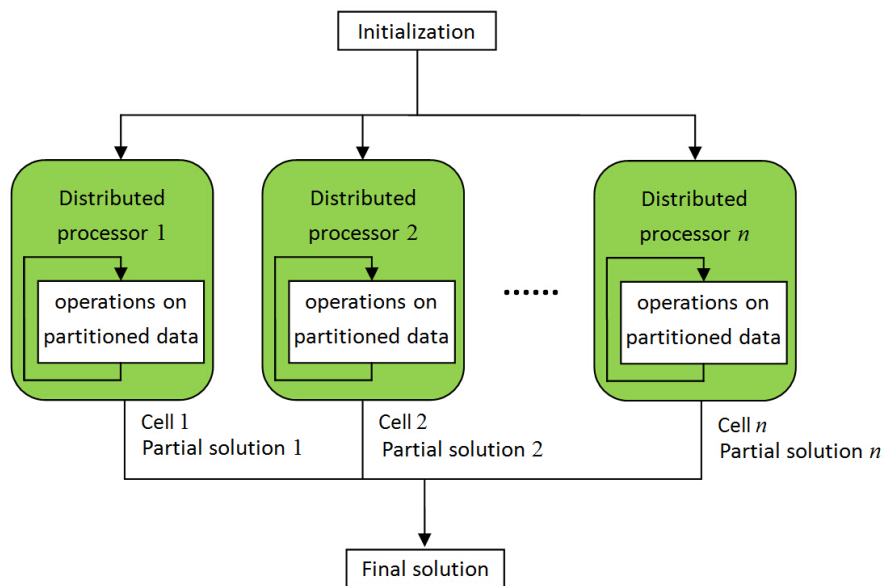 Initialization
Distributed
processor 1
operations on
partitioned data
Distributed
processor 2
operations on
partitioned data
......
Distributed
processor n
operations on
partitioned data
Cell 1
Partial solution 1
Cell 2
Partial solution 2
Cell n
Partial solution n
Final solution